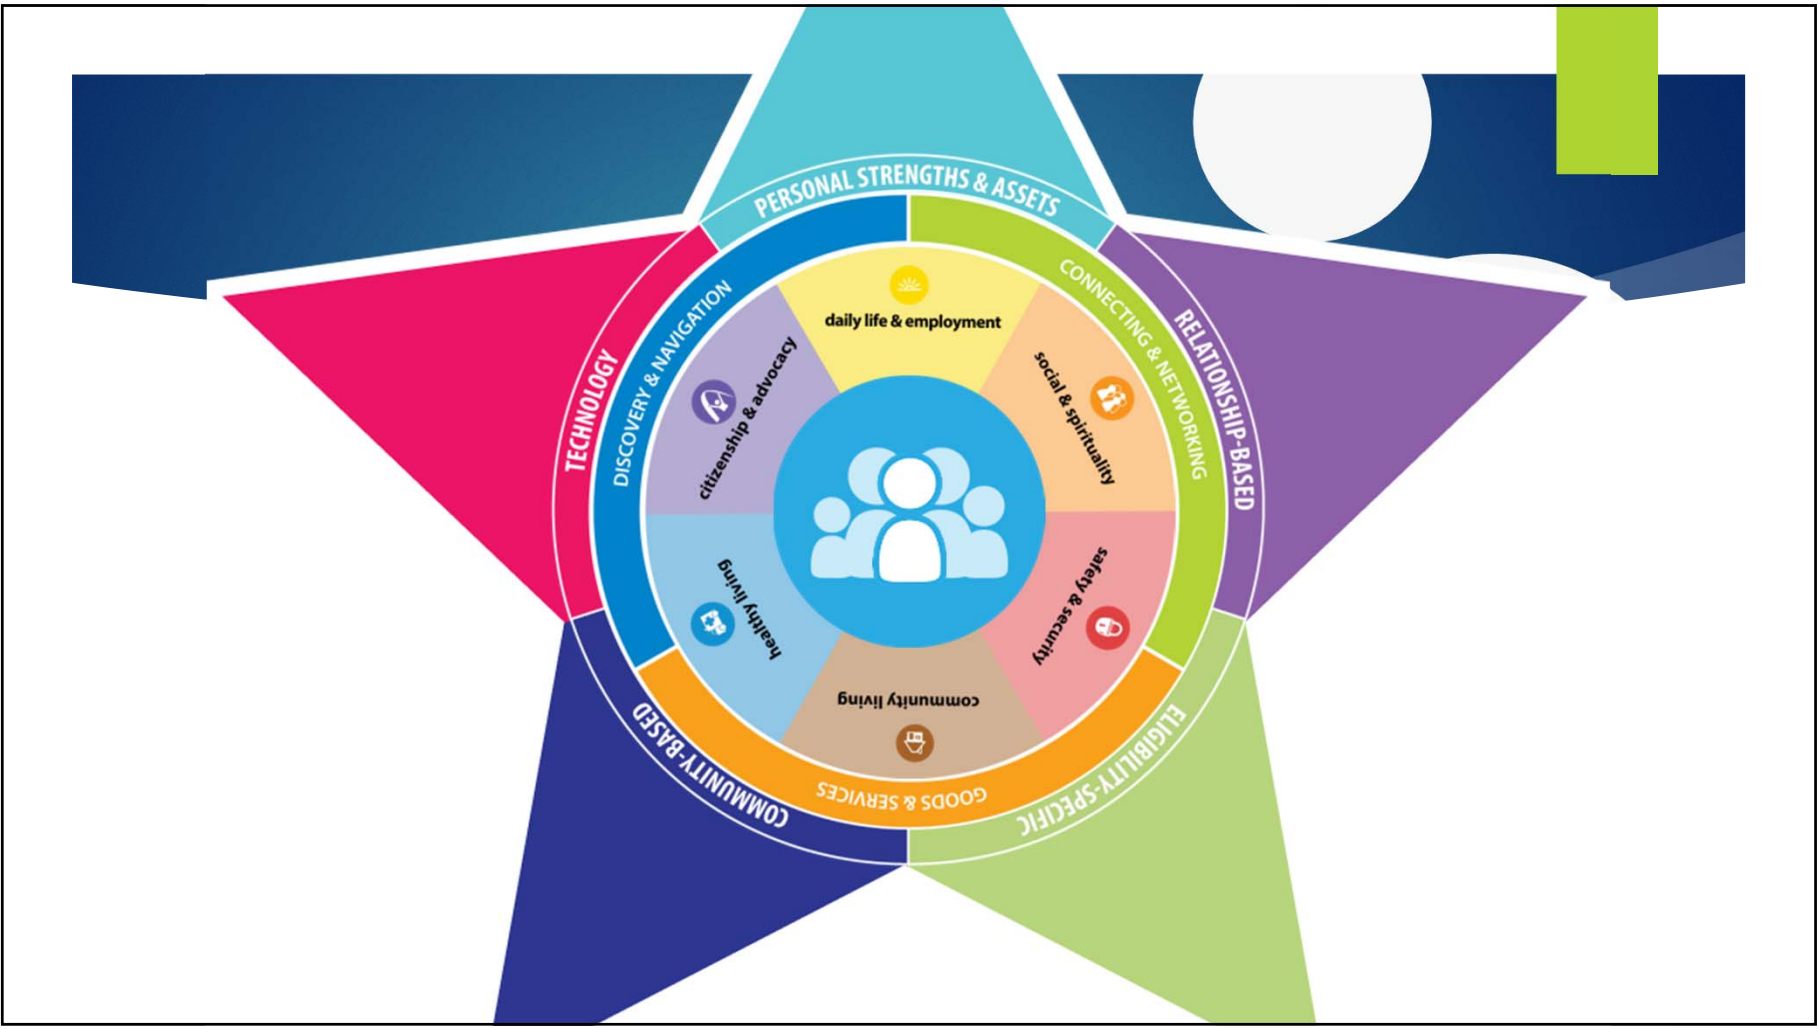 PERSONAL STRENGTHS & ASSETS
TECHNOLOGY
RELATIONSHIP-BASED
COMMUNITY-BASED
ELIGIBILITY-SPECIFIC
DISCOVERY & NAVIGATION
CONNECTING & NETWORKING
GOODS & SERVICES
daily life & employment
social & spirituality
safety & security
community living
healthy living
citizenship & advocacy